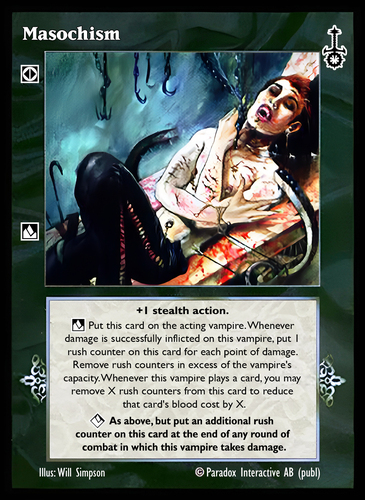 Masochism
+1 stealth action.
Put this card on the acting vampire. Whenever
damage is successfully inflicted on this vampire, put 1
rush counter on this card for each point of damage.
Remove rush counters in excess of the vampire's
capacity. Whenever this vampire plays a card, you may
remove X rush counters from this card to reduce
that card's blood cost by X.
As above, but put an additional rush
counter on this card at the end of any round of
combat in which this vampire takes damage.
Illus: Will Simpson © Paradox Interactive AB (publ)